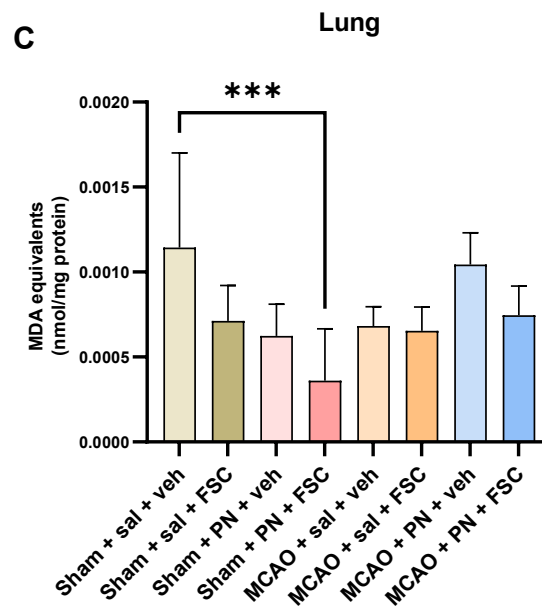 C
Lung
***
MDA equivalents
(nmol/mg protein)
0.0020
0.0015
0.0010
0.0005
0.0000
Sham + sal + veh
Sham + sal + FSC
Sham + PN + veh
Sham + PN + FSC
MCAO + sal + veh
MCAO + sal + FSC
MCAO + PN + veh
MCAO + PN + FSC